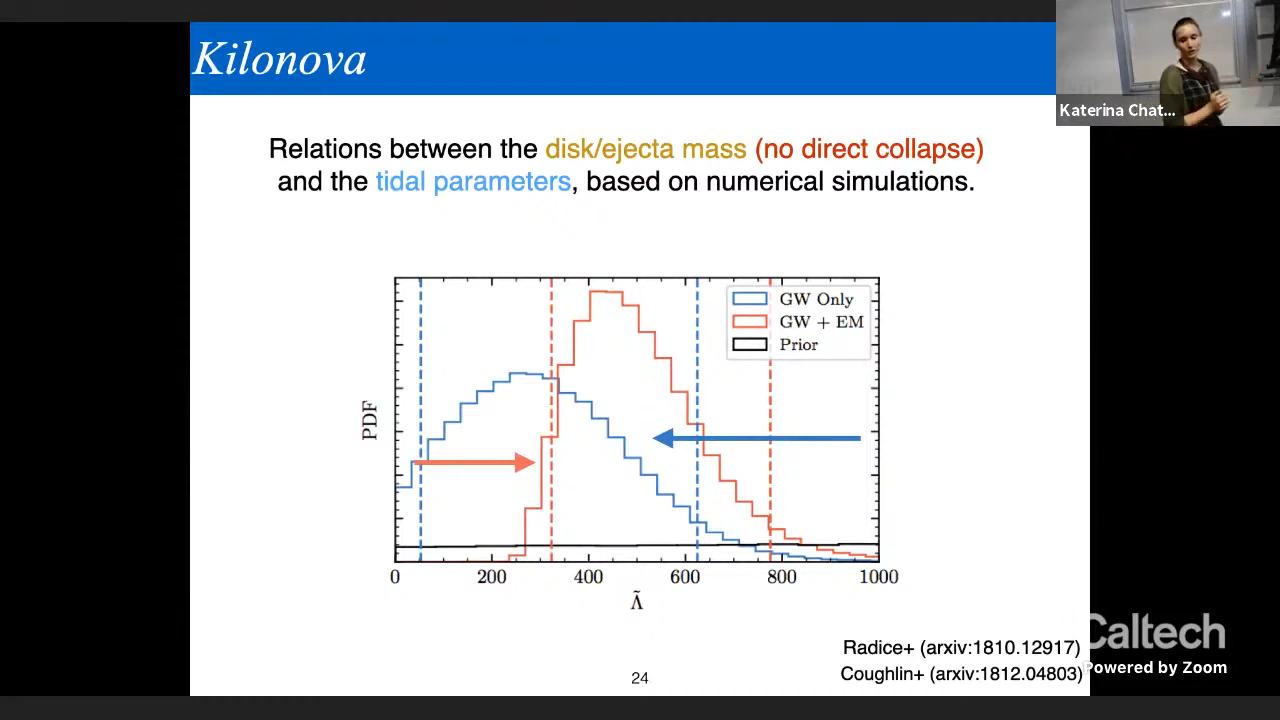 Kilonova
Katerina Chat...
Relations between the disk/ejecta mass (no direct collapse)
and the tidal parameters, based on numerical simulations.
GW Only
GW + EM
Prior
PDF
0 200 400 600 800 1000
Λ̃
Radice+ (arxiv:1810.12917)
Coughlin+ (arxiv:1812.04803)
24
Caltech
Powered by Zoom